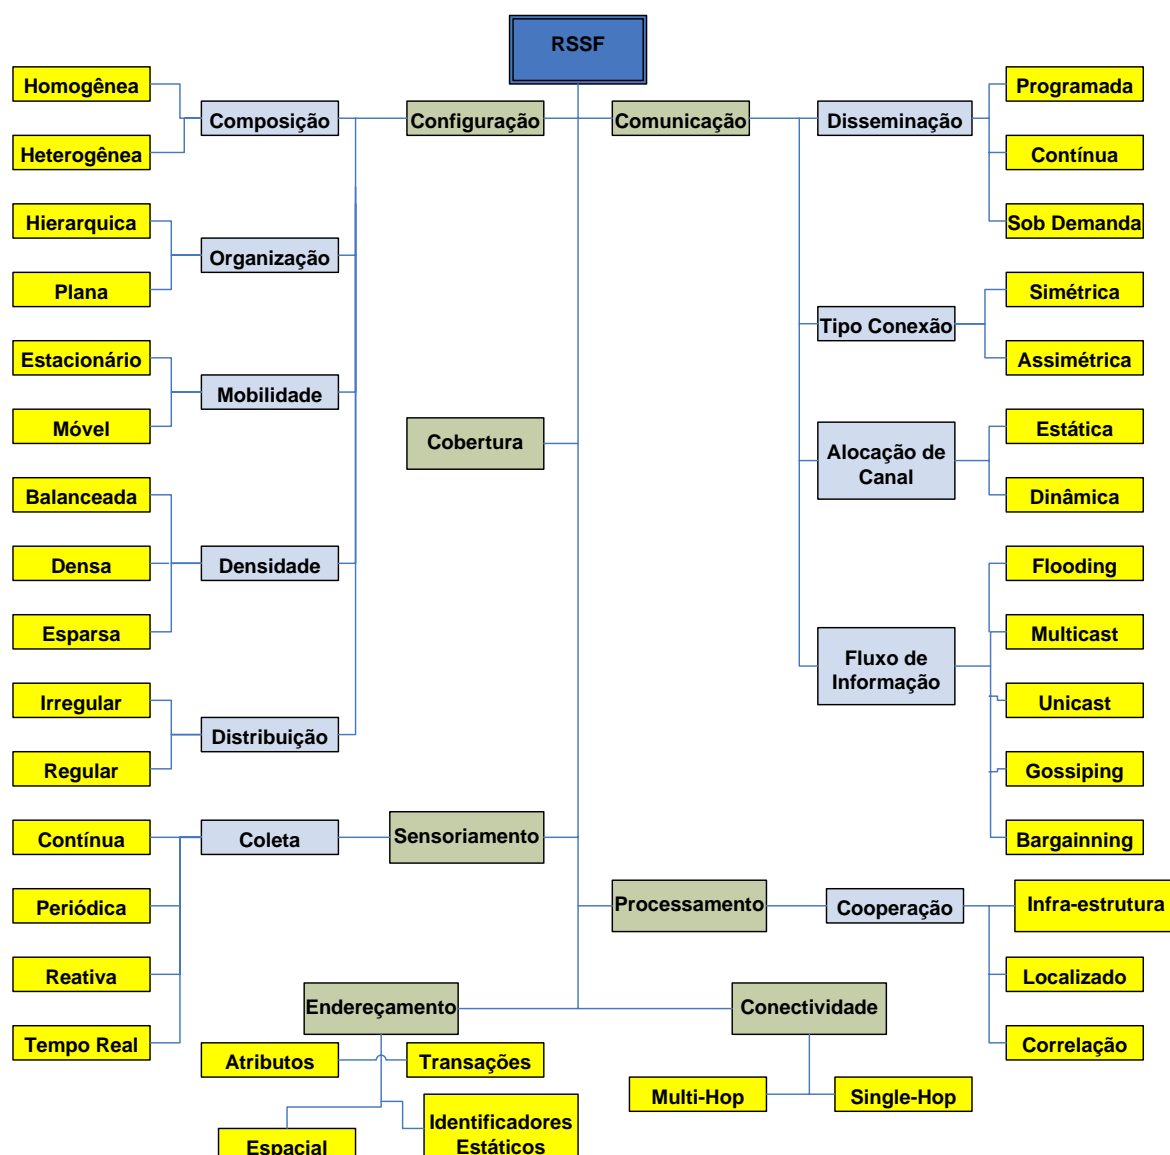 RSSF
Homogênea
Heterogênea
Composição
Configuração
Comunicação
Disseminação
Programada
Contínua
Sob Demanda
Hierarquica
Plana
Organização
Simétrica
Assimétrica
Tipo Conexão
Estacionário
Móvel
Mobilidade
Cobertura
Alocação de
Canal
Estática
Dinâmica
Balanceada
Densa
Esparsa
Densidade
Fluxo de
Informação
Flooding
Multicast
Unicast
Gossiping
Bargainning
Irregular
Regular
Distribuição
Contínua
Periódica
Reativa
Tempo Real
Coleta
Sensoriamento
Processamento
Cooperação
Infra-estrutura
Localizado
Correlação
Endereçamento
Atributos
Transações
Espacial
Identificadores
Estáticos
Conectividade
Multi-Hop
Single-Hop